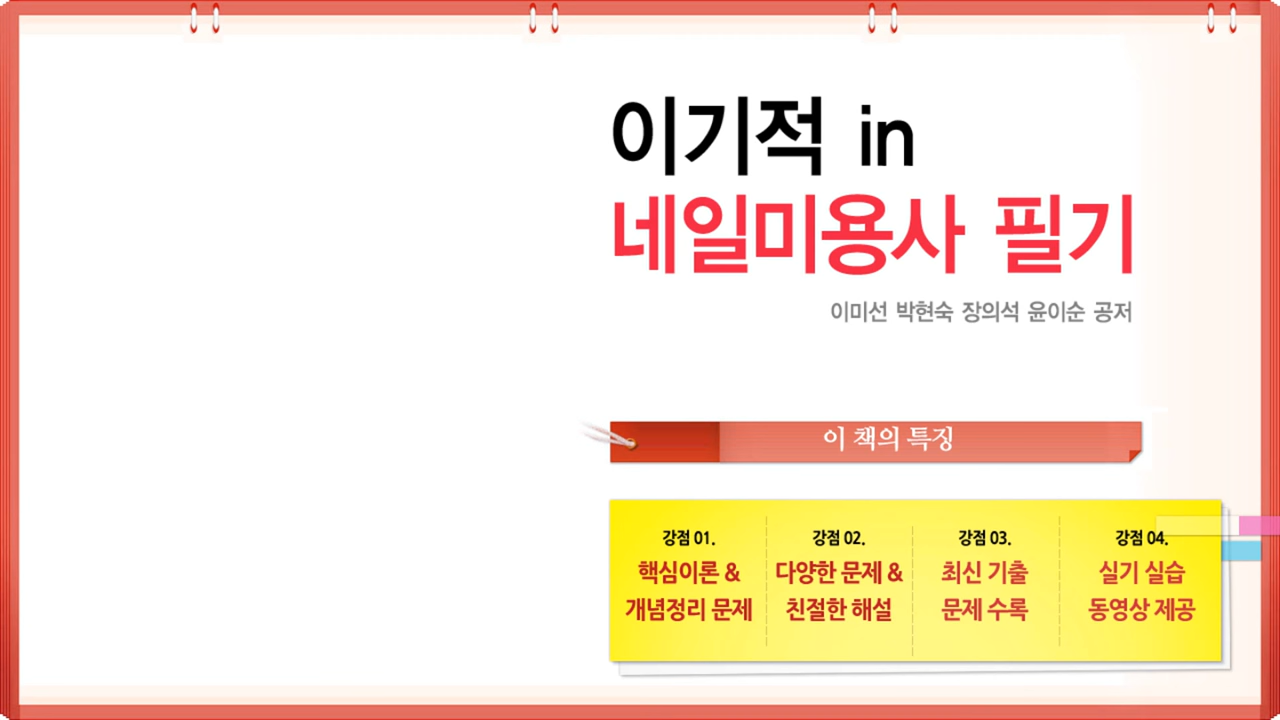 이기적 in
네일미용사 필기
이미선 박현숙 장의석 윤이순 공저
이 책의 특징
강점 01.
핵심이론 &
개념정리 문제
강점 02.
다양한 문제 &
친절한 해설
강점 03.
최신 기출
문제 수록
강점 04.
실기 실습
동영상 제공